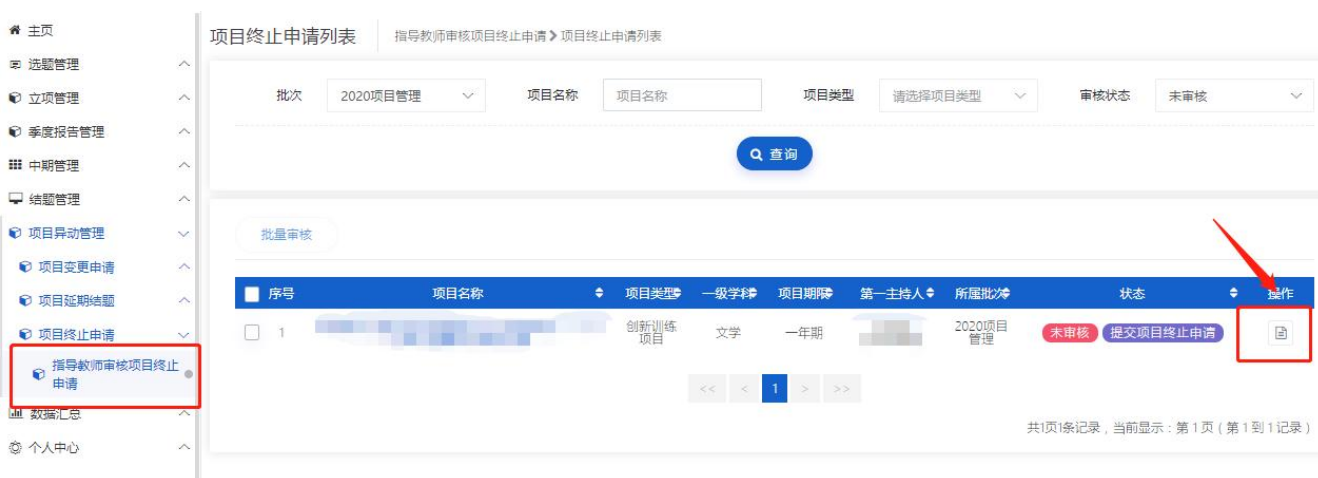 主页
选题管理
立项管理
季度报告管理
中期管理
结题管理
项目异动管理
项目变更申请
项目延期结题
项目终止申请
指导教师审核项目终止
申请
数据汇总
个人中心
项目终止申请列表 指导教师审核项目终止申请 > 项目终止申请列表
批次 2020项目管理 项目名称 项目名称 项目类型 请选择项目类型 审核状态 未审核
查询
批量审核
序号 项目名称 项目类型 一级学科 项目期限 第一主持人 所属批次 状态 操作
1 创新训练 文学 一年期 2020项目 未审核 提交项目终止申请
项目 管理
<< < 1 > >>
共1页1条记录，当前显示：第 1 页 ( 第 1 到 1 记录 )